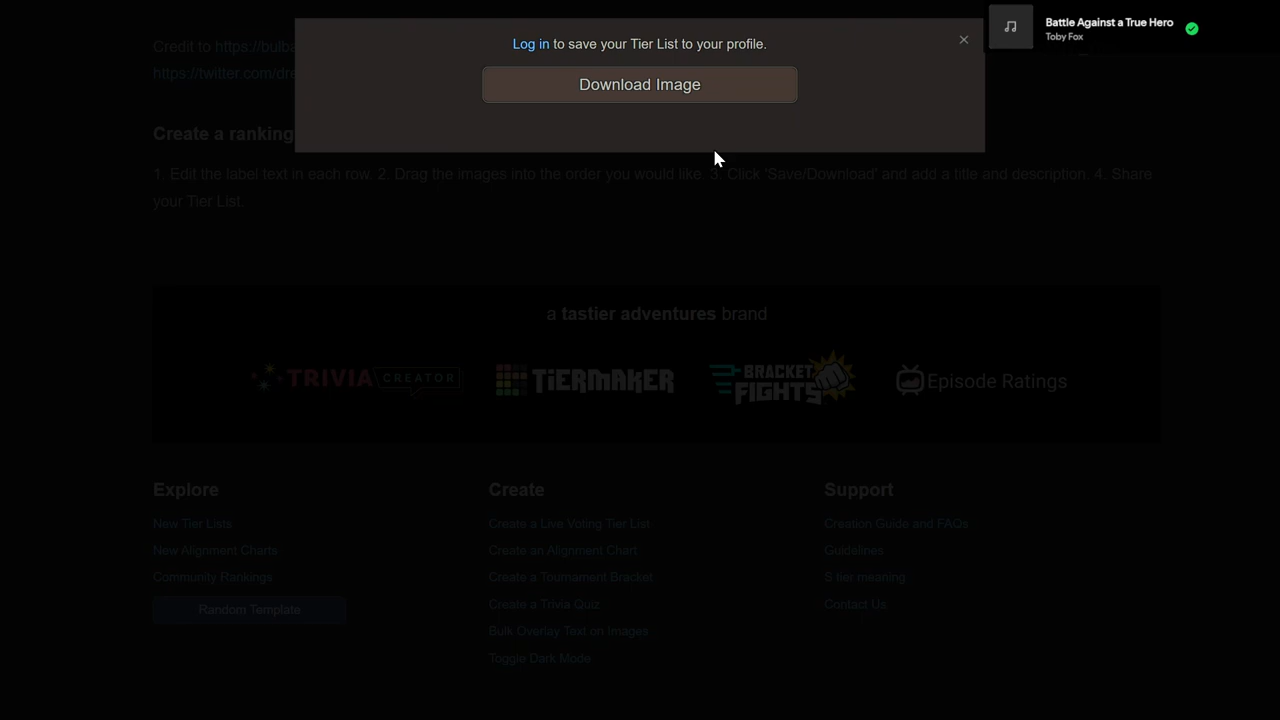 Battle Against a True Hero
Toby Fox
Log in to save your Tier List to your profile.
Download Image
Credit to https://bulba
https://twitter.com/dre
Create a ranking
1. Edit the label text in each row. 2. Drag the images into the order you would like. 3. Click 'Save/Download' and add a title and description. 4. Share
your Tier List.
a tastier adventures brand
TRIVIA CREATOR
TiERMAKER
BRACKET
FIGHTS
Episode Ratings
Explore
New Tier Lists
New Alignment Charts
Community Rankings
Random Template
Create
Create a Live Voting Tier List
Create an Alignment Chart
Create a Tournament Bracket
Create a Trivia Quiz
Bulk Overlay Text on Images
Toggle Dark Mode
Support
Creation Guide and FAQs
Guidelines
S tier meaning
Contact Us